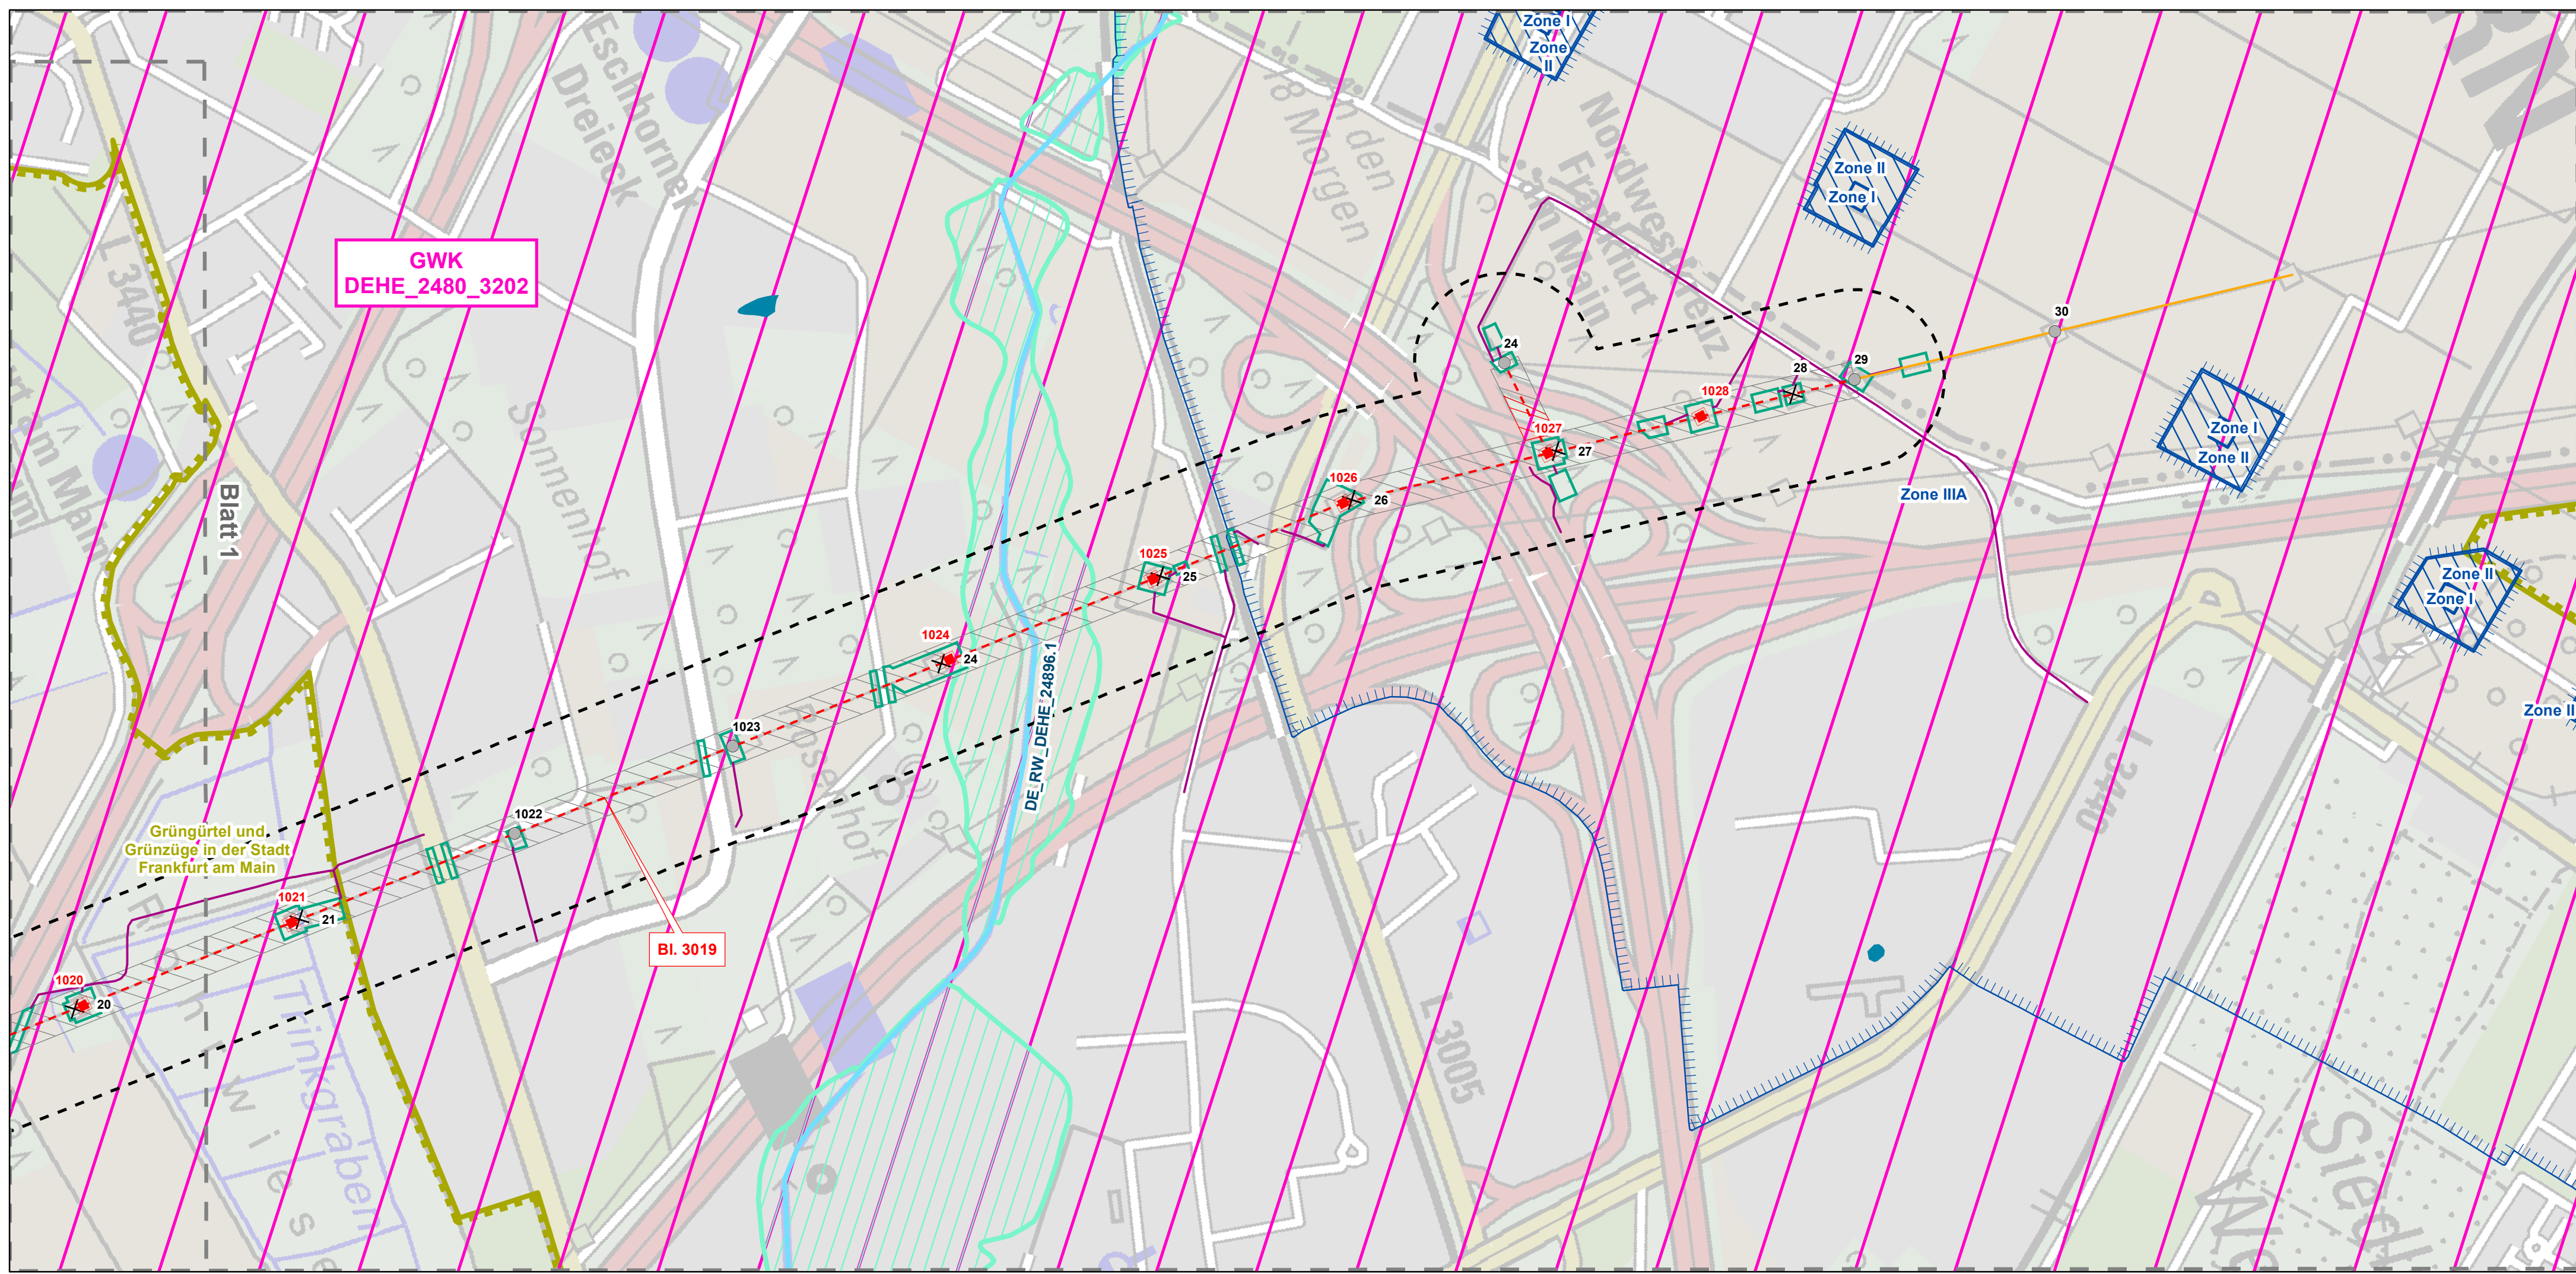 Eschborner
Dreieck
Zone I
Zone
II
In den
18 Morgen
Nordwestkreuz
Frankfurt
am Main
Zone II
Zone I
L 3440
GWK
DEHE_2480_3202
Blatt 1
Sonnenhof
24
1028
28
29
30
1027
27
1026
26
Zone I
Zone II
Zone IIIA
1025
25
Zone II
Zone I
1024
24
DE_RW_DEHE_24896.1
Zone II
1023
Rosenhof
1022
L 3440
Grüngürtel und
Grünzüge in der Stadt
Frankfurt am Main
1021
21
Bl. 3019
1020
20
Trinkgraben
L 3005